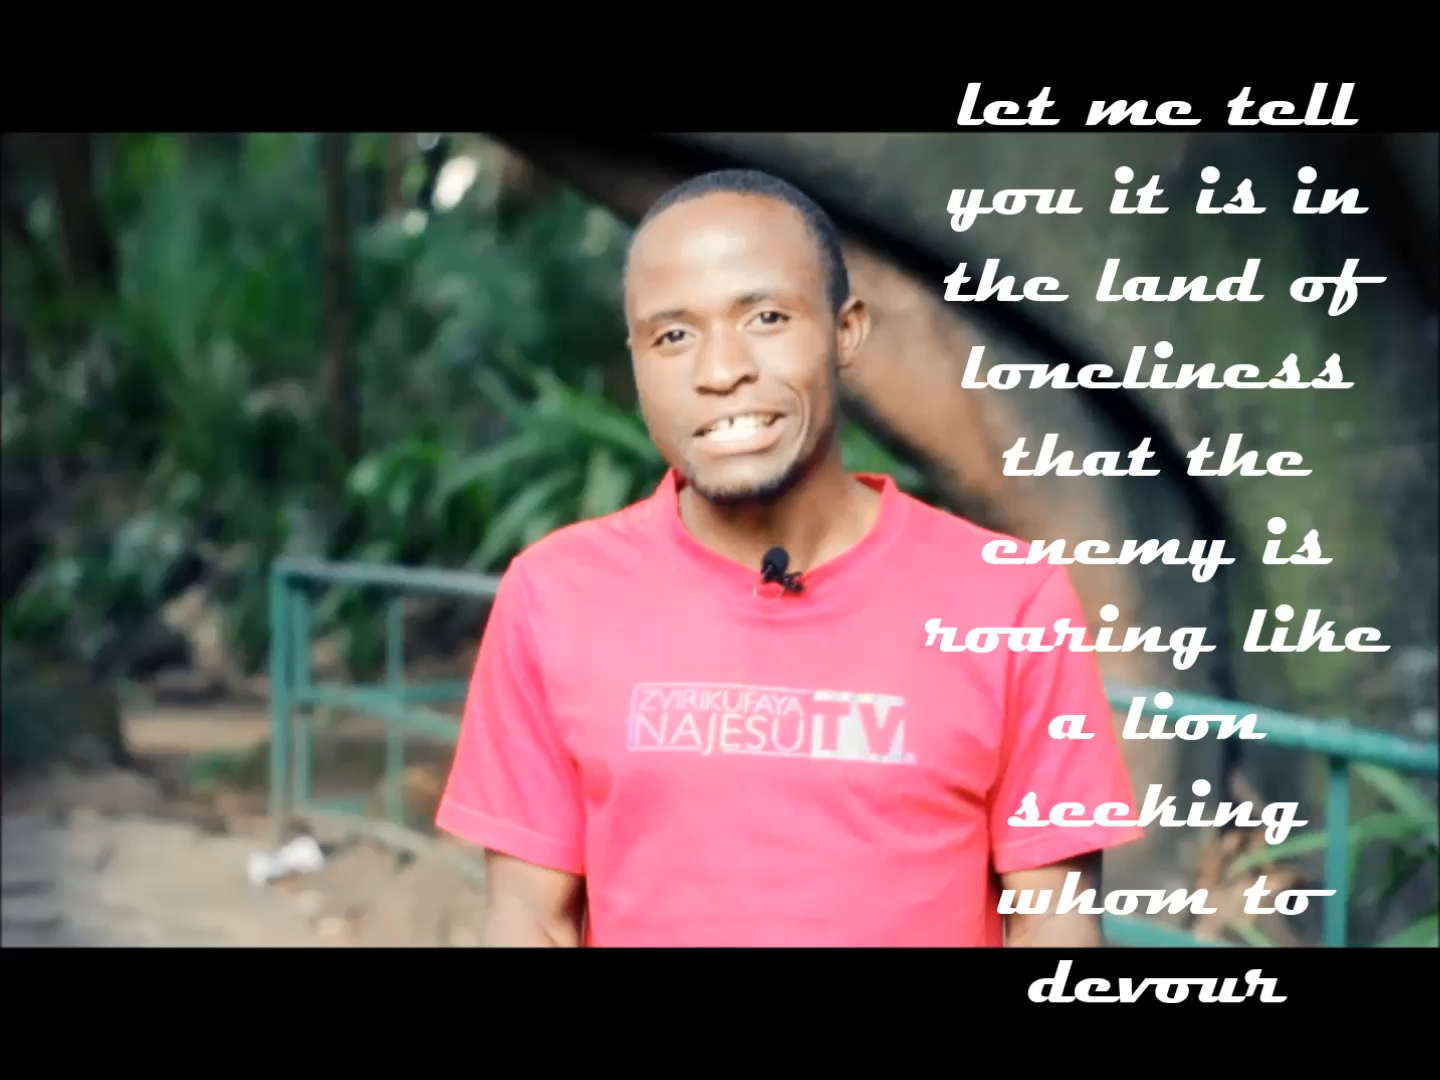 let me tell
you it is in
the land of
loneliness
that the
enemy is
roaring like
a lion
seeking
whom to
devour
ZVIRIKUFAYA
NAJESU TV